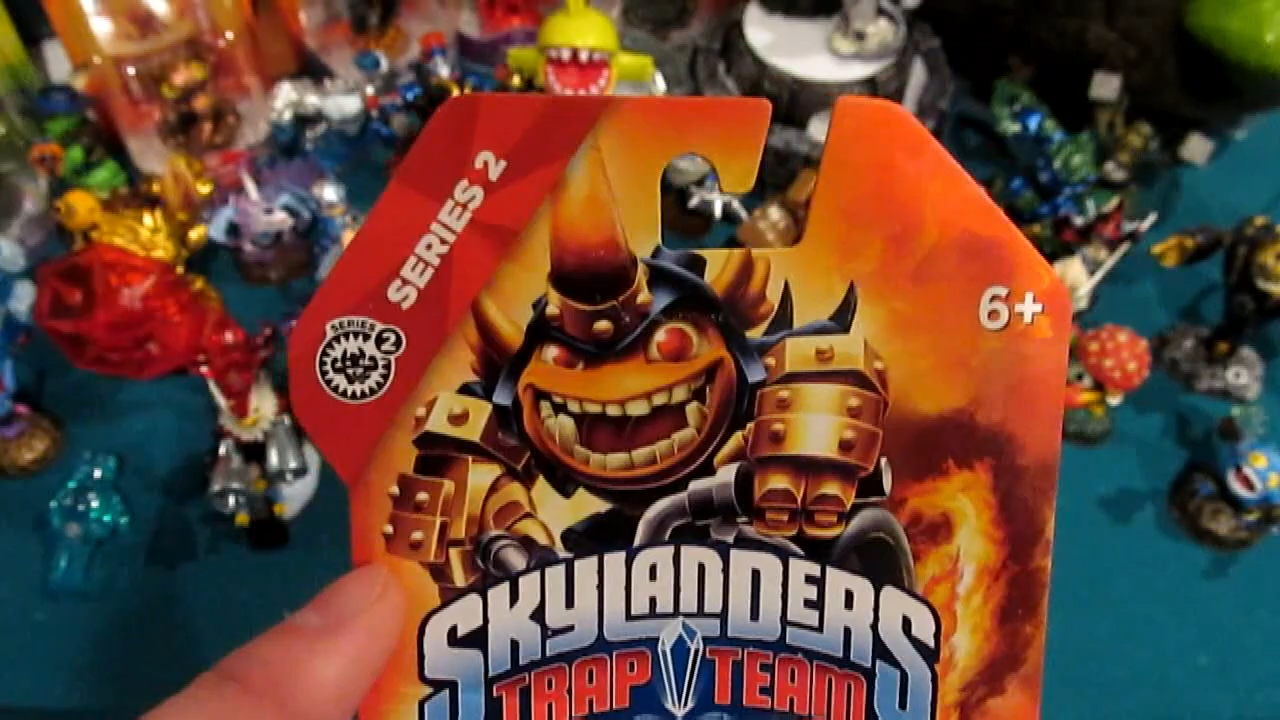 SERIES 2
SERIES
2
6+
SKYLANDERS
TRAP TEAM